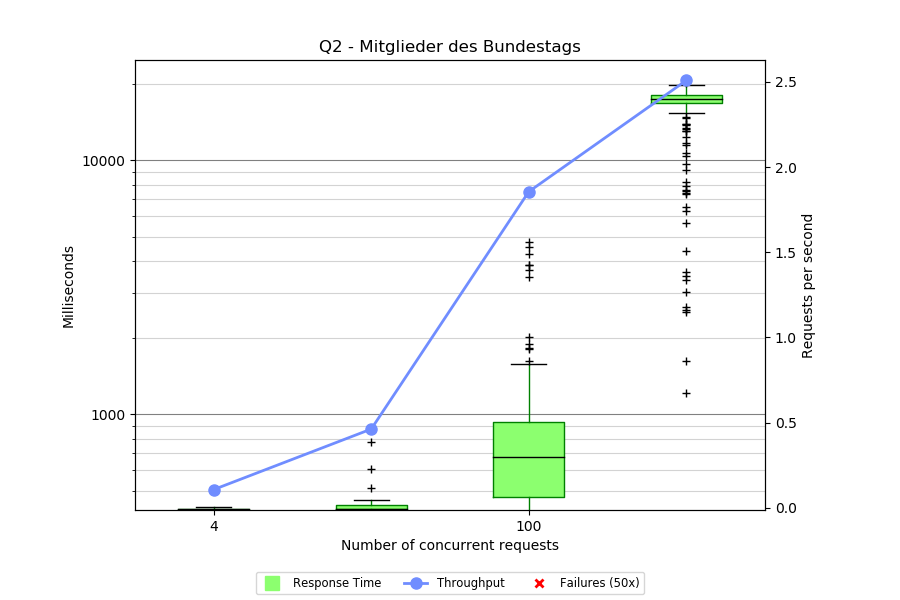 Q2 - Mitglieder des Bundestags
10000
1000
Milliseconds
2.5
2.0
1.5
1.0
0.5
0.0
Requests per second
4
100
Number of concurrent requests
Response Time
Throughput
Failures (50x)